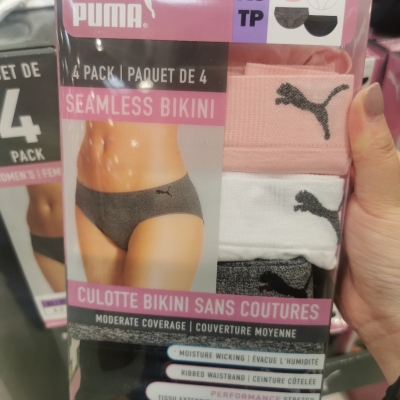 PUMA®
TP
4 PACK | PAQUET DE 4
SEAMLESS BIKINI
CULOTTE BIKINI SANS COUTURES
MODERATE COVERAGE | COUVERTURE MOYENNE
MOISTURE WICKING | ÉVACUE L'HUMIDITÉ
RIBBED WAISTBAND | CEINTURE CÔTELÉE
PERFORMANCE STRETCH
ET DE
4
PACK